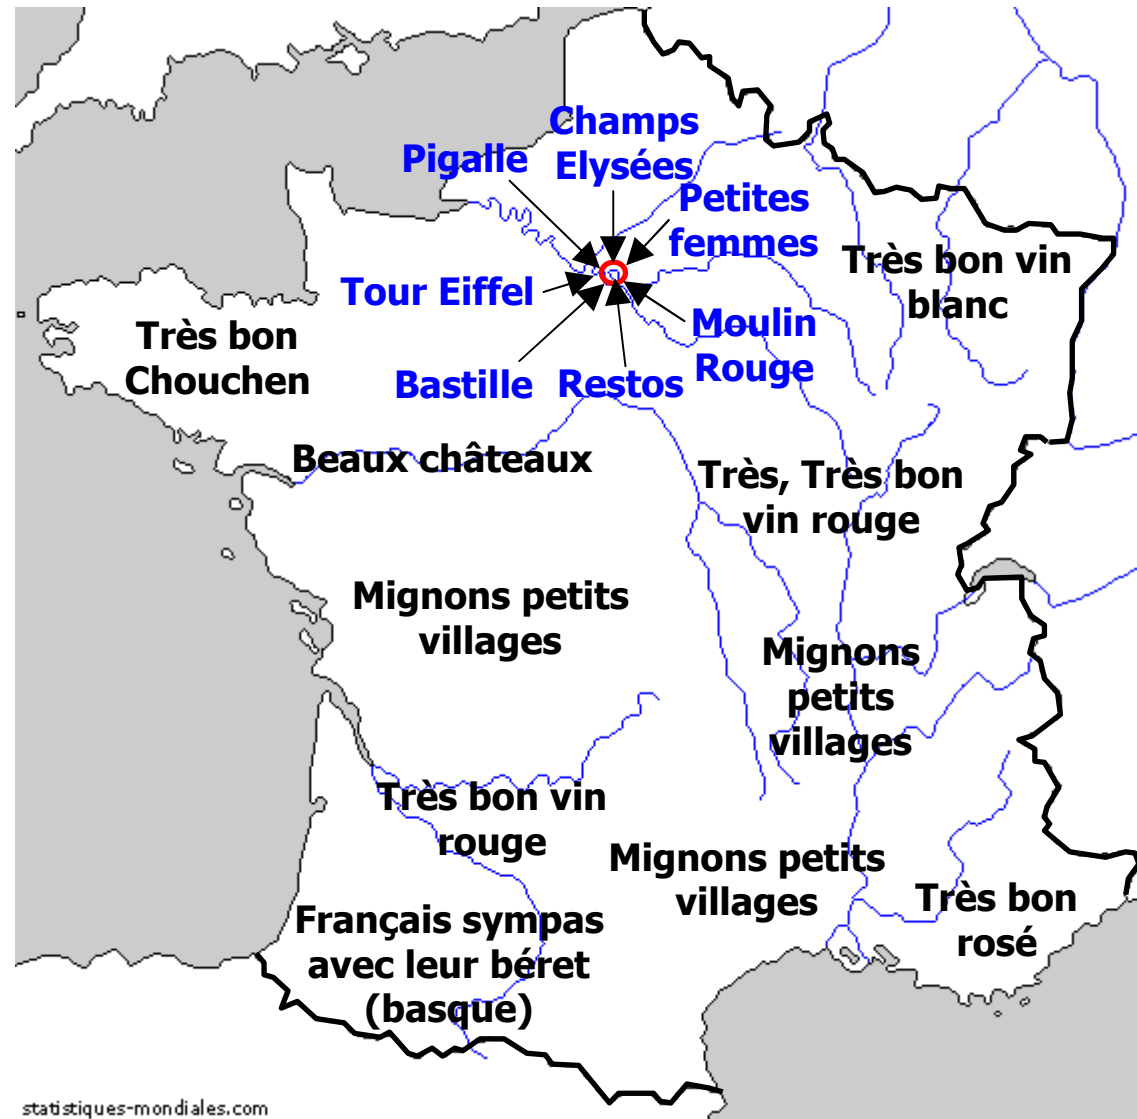 Champs
Elysées
Pigalle
Petites
femmes
Tour Eiffel
Moulin
Rouge
Bastille
Restos
Très bon vin
blanc
Très bon
Chouchen
Beaux châteaux
Très, Très bon
vin rouge
Mignons petits
villages
Mignons
petits
villages
Très bon vin
rouge
Mignons petits
villages
Très bon
rosé
Français sympas
avec leur béret
(basque)
statistiques-mondiales.com